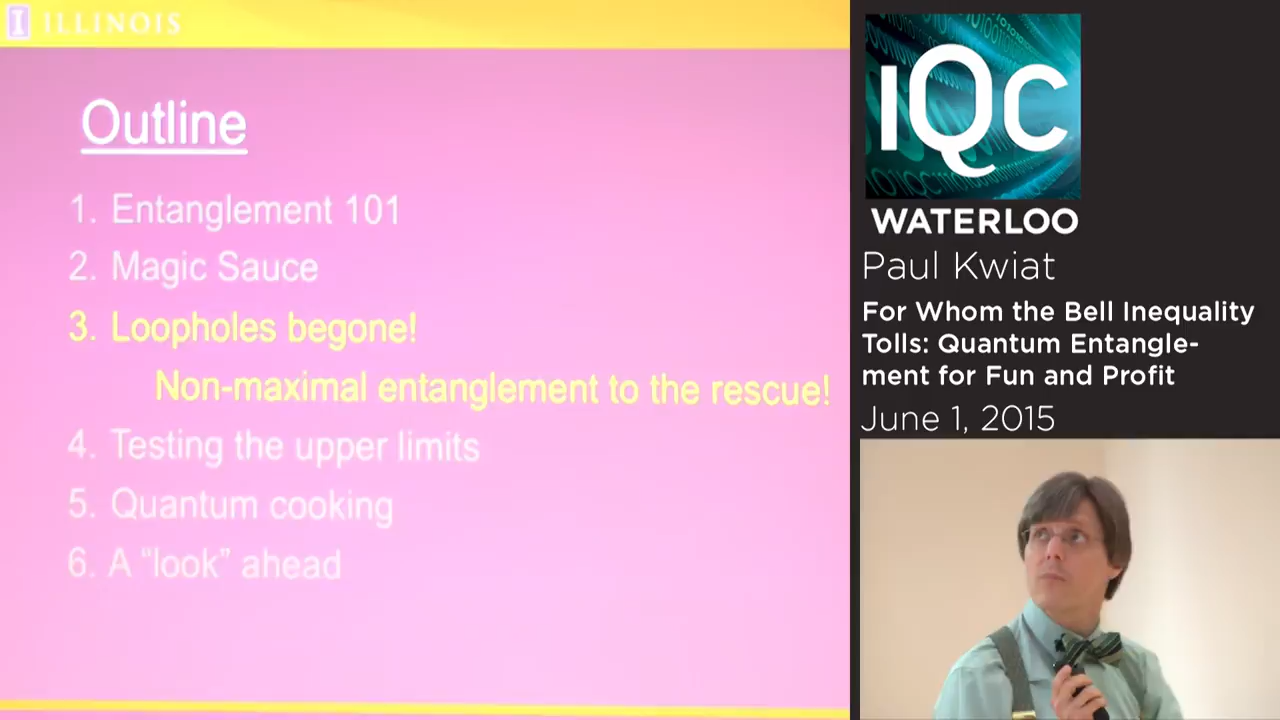 I ILLINOIS
Outline
1. Entanglement 101
2. Magic Sauce
3. Loopholes begone!
Non-maximal entanglement to the rescue!
4. Testing the upper limits
5. Quantum cooking
6. A “look” ahead
IQC
WATERLOO
Paul Kwiat
For Whom the Bell Inequality
Tolls: Quantum Entangle-
ment for Fun and Profit
June 1, 2015